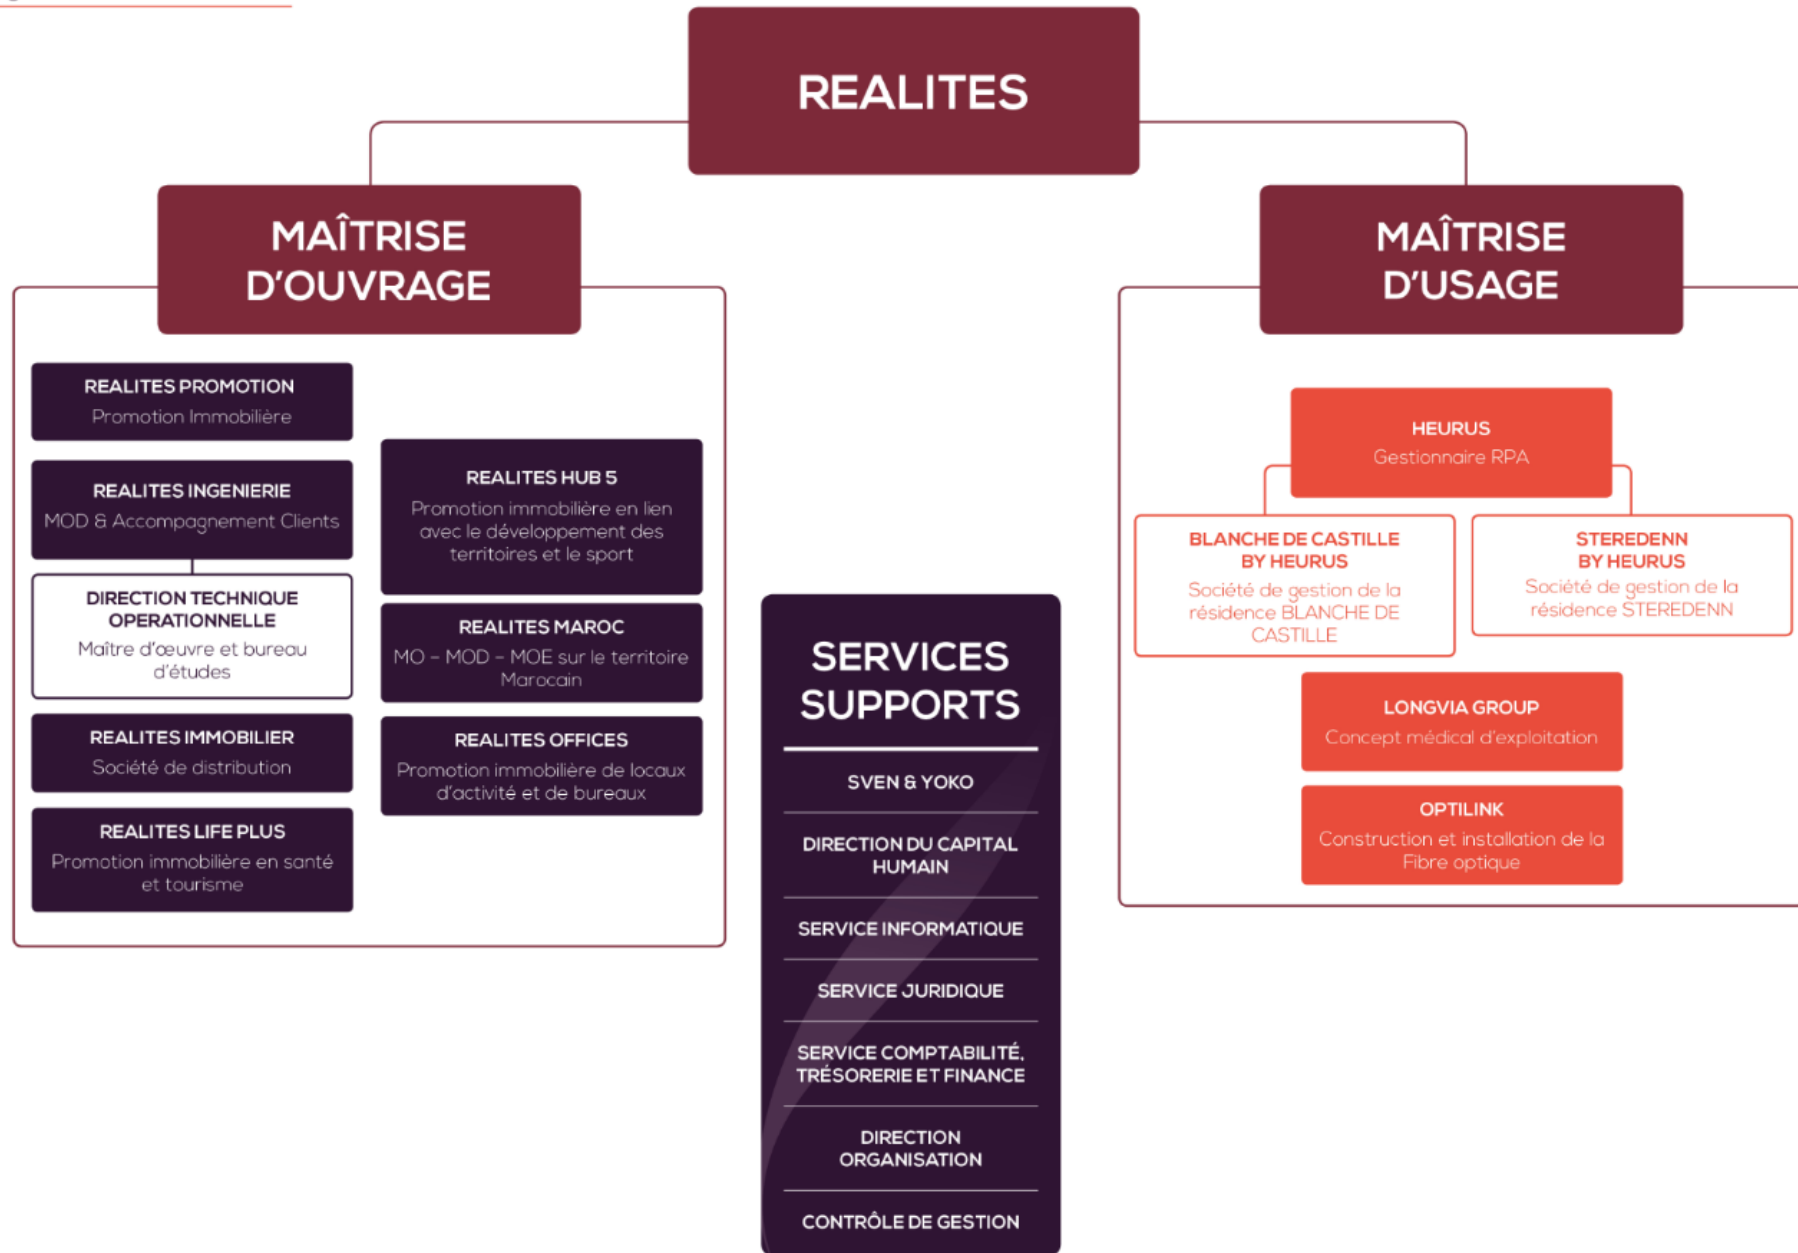 REALITES
MAÎTRISE
D'OUVRAGE
REALITES PROMOTION
Promotion Immobilière
REALITES INGENIERIE
MOD & Accompagnement Clients
DIRECTION TECHNIQUE
OPERATIONNELLE
Maître d'œuvre et bureau
d'études
REALITES IMMOBILIER
Société de distribution
REALITES LIFE PLUS
Promotion immobilière en santé
et tourisme
REALITES HUB 5
Promotion immobilière en lien
avec le développement des
territoires et le sport
REALITES MAROC
MO – MOD – MOE sur le territoire
Marocain
REALITES OFFICES
Promotion immobilière de locaux
d'activité et de bureaux
SERVICES
SUPPORTS
SVEN & YOKO
DIRECTION DU CAPITAL
HUMAIN
SERVICE INFORMATIQUE
SERVICE JURIDIQUE
SERVICE COMPTABILITÉ,
TRÉSORERIE ET FINANCE
DIRECTION
ORGANISATION
CONTRÔLE DE GESTION
MAÎTRISE
D'USAGE
HEURUS
Gestionnaire RPA
BLANCHE DE CASTILLE
BY HEURUS
Société de gestion de la
résidence BLANCHE DE
CASTILLE
STEREDENN
BY HEURUS
Société de gestion de la
résidence STEREDENN
LONGVIA GROUP
Concept médical d'exploitation
OPTILINK
Construction et installation de la
Fibre optique